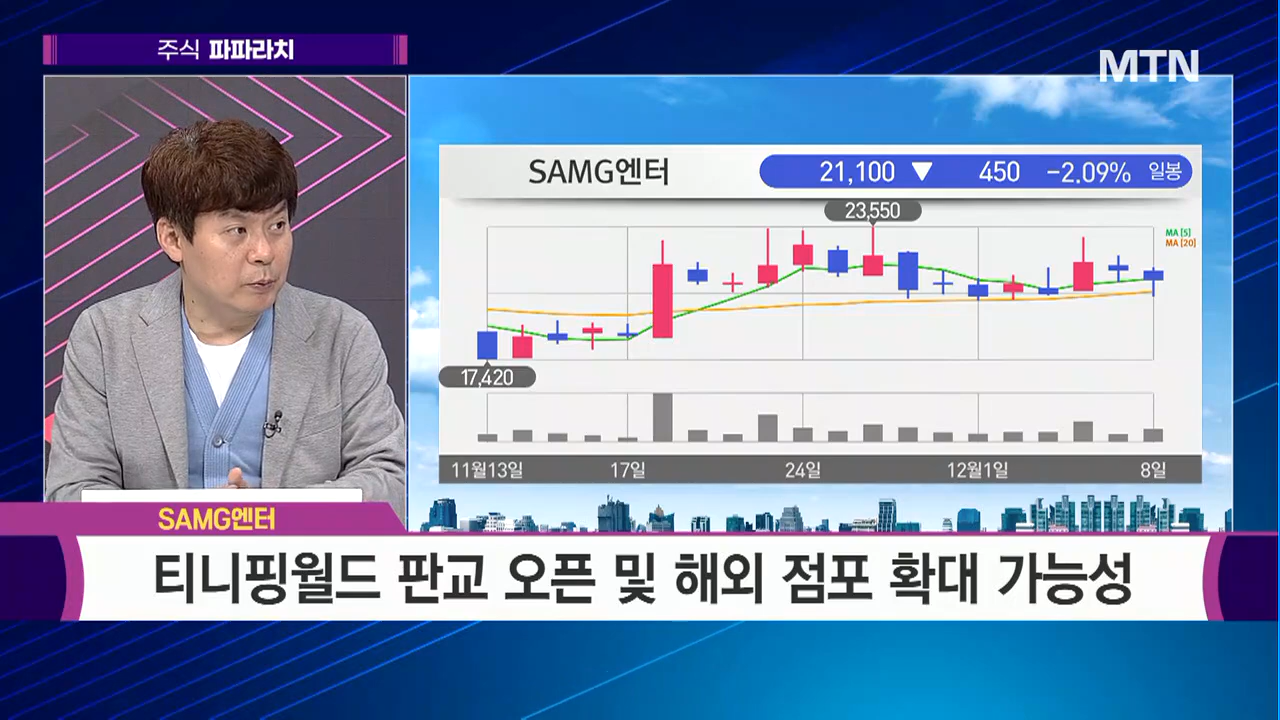 주식 파파라치
MTN
SAMG엔터
21,100 ▼ 450 -2.09% 일봉
23,550
MA [5]
MA [20]
17,420
11월13일 17일 24일 12월1일 8일
SAMG엔터
티니핑월드 판교 오픈 및 해외 점포 확대 가능성